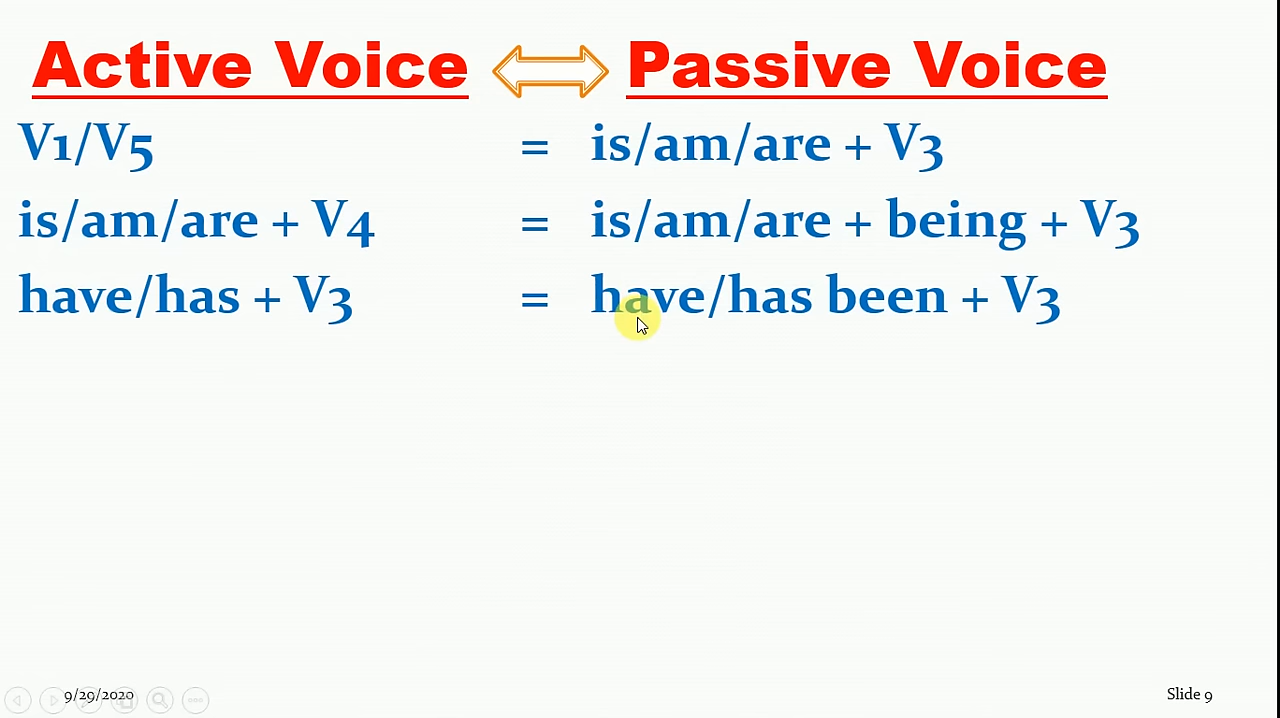 Active Voice Passive Voice
V1/V5 = is/am/are + V3
is/am/are + V4 = is/am/are + being + V3
have/has + V3 = have/has been + V3
9/29/2020 Slide 9